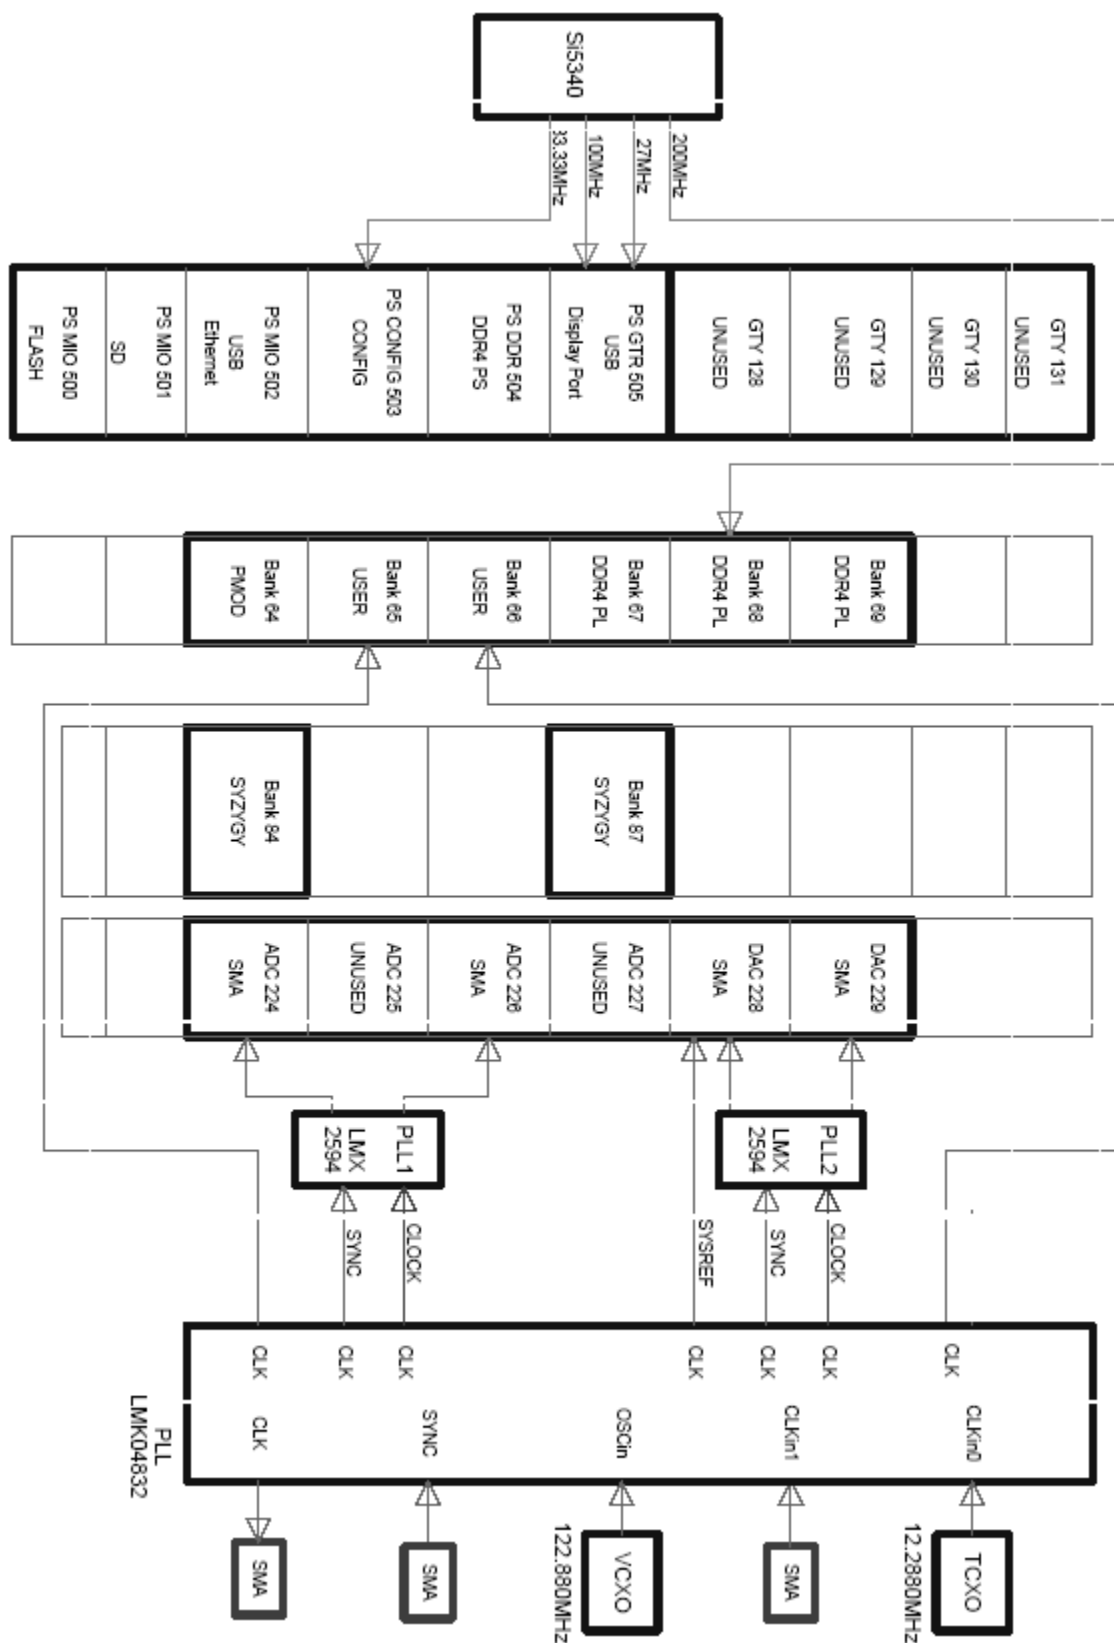 Si5340
200MHz
27MHz
100MHz
33.33MHz
GTY 131
UNUSED
GTY 130
UNUSED
GTY 129
UNUSED
GTY 128
UNUSED
PS GTR 505
USB
Display Port
PS DDR 504
DDR4 PS
PS CONFIG 503
CONFIG
PS MIO 502
USB
Ethernet
PS MIO 501
SD
PS MIO 500
FLASH
Bank 69
DDR4 PL
Bank 68
DDR4 PL
Bank 67
DDR4 PL
Bank 66
USER
Bank 65
USER
Bank 64
PMOD
Bank 87
SYZYGY
Bank 84
SYZYGY
DAC 229
SMA
DAC 228
SMA
ADC 227
UNUSED
ADC 226
SMA
ADC 225
UNUSED
ADC 224
SMA
PLL2
LMX
2594
PLL1
LMX
2594
CLOCK
SYNC
SYSREF
CLOCK
SYNC
CLK
CLK
CLK
CLK
CLK
CLK
CLK
CLKin0
CLKin1
OSCin
SYNC
CLK
PLL
LMK04832
TCXO
12.2880MHz
SMA
VCXO
122.880MHz
SMA
SMA